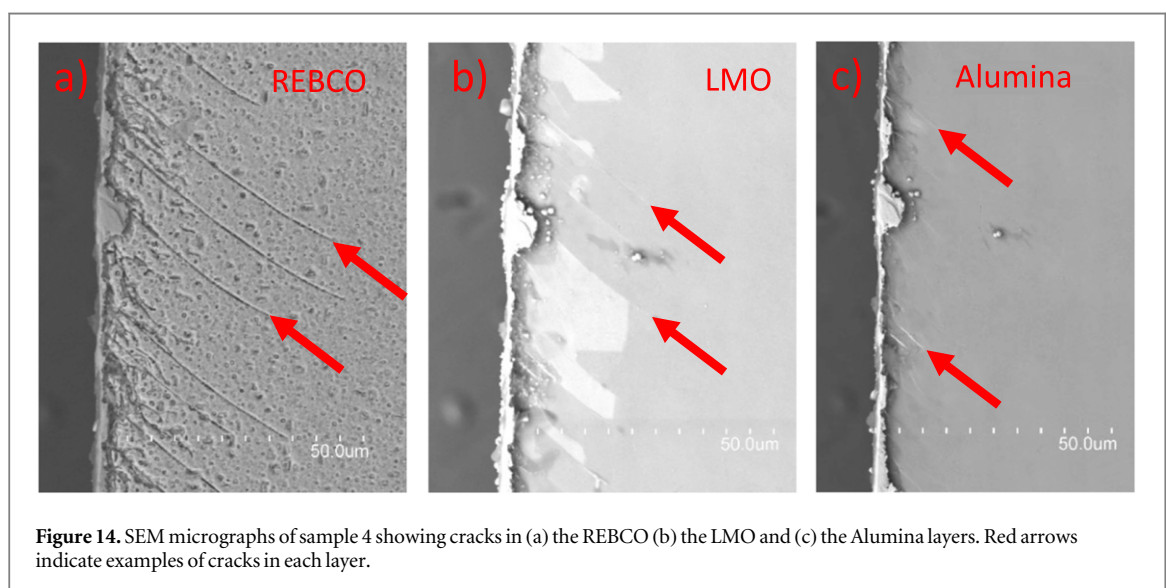 a)
REBCO
50.0um
b)
LMO
50.0um
c)
Alumina
50.0um
Figure 14. SEM micrographs of sample 4 showing cracks in (a) the REBCO (b) the LMO and (c) the Alumina layers. Red arrows
indicate examples of cracks in each layer.